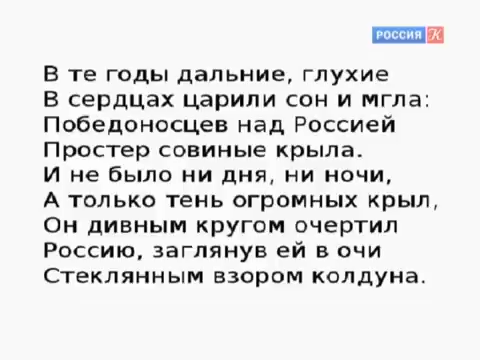 РОССИЯ К
В те годы дальние, глухие
В сердцах царили сон и мгла:
Победоносцев над Россией
Простер совиные крыла.
И не было ни дня, ни ночи,
А только тень огромных крыл,
Он дивным кругом очертил
Россию, заглянув ей в очи
Стеклянным взором колдуна.